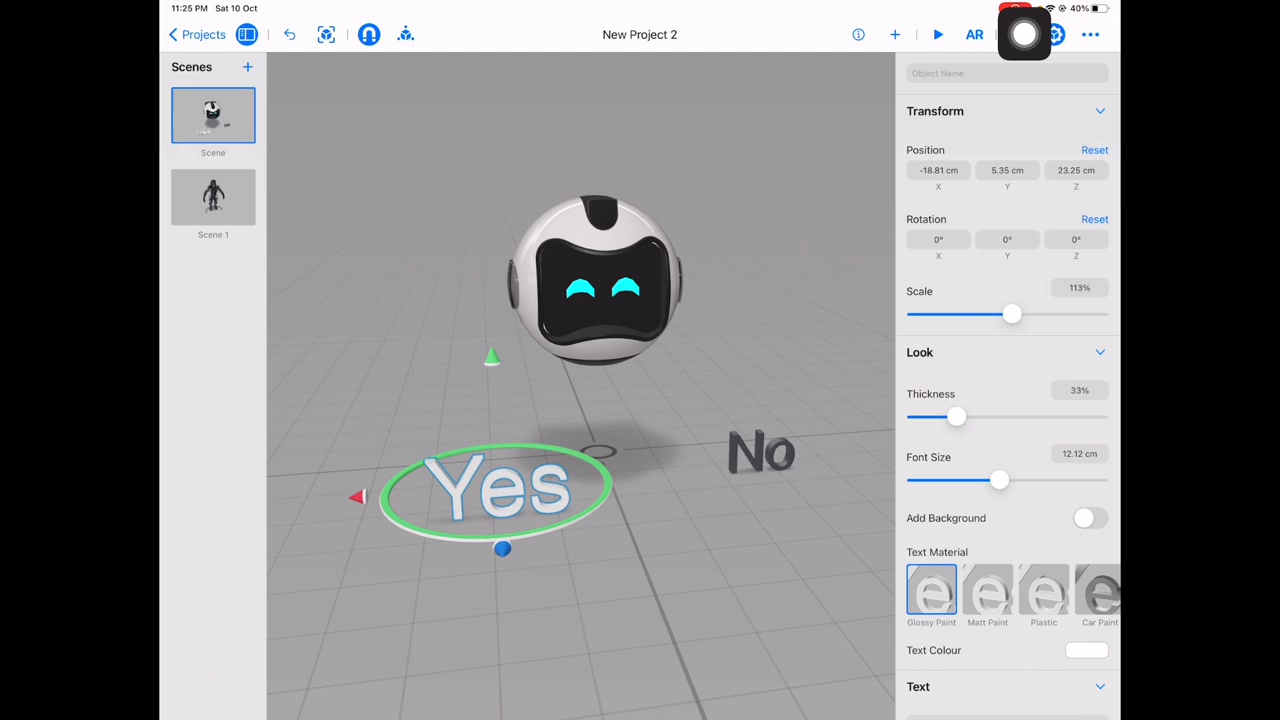 11:25 PM Sat 10 Oct
40%
Projects
New Project 2
AR
Scenes
Scene
Scene 1
Yes
No
Object Name
Transform
Position
Reset
-18.81 cm
5.35 cm
23.25 cm
X
Y
Z
Rotation
Reset
0°
0°
0°
X
Y
Z
Scale
113%
Look
Thickness
33%
Font Size
12.12 cm
Add Background
Text Material
e
e
e
e
Glossy Paint
Matt Paint
Plastic
Car Paint
Text Colour
Text